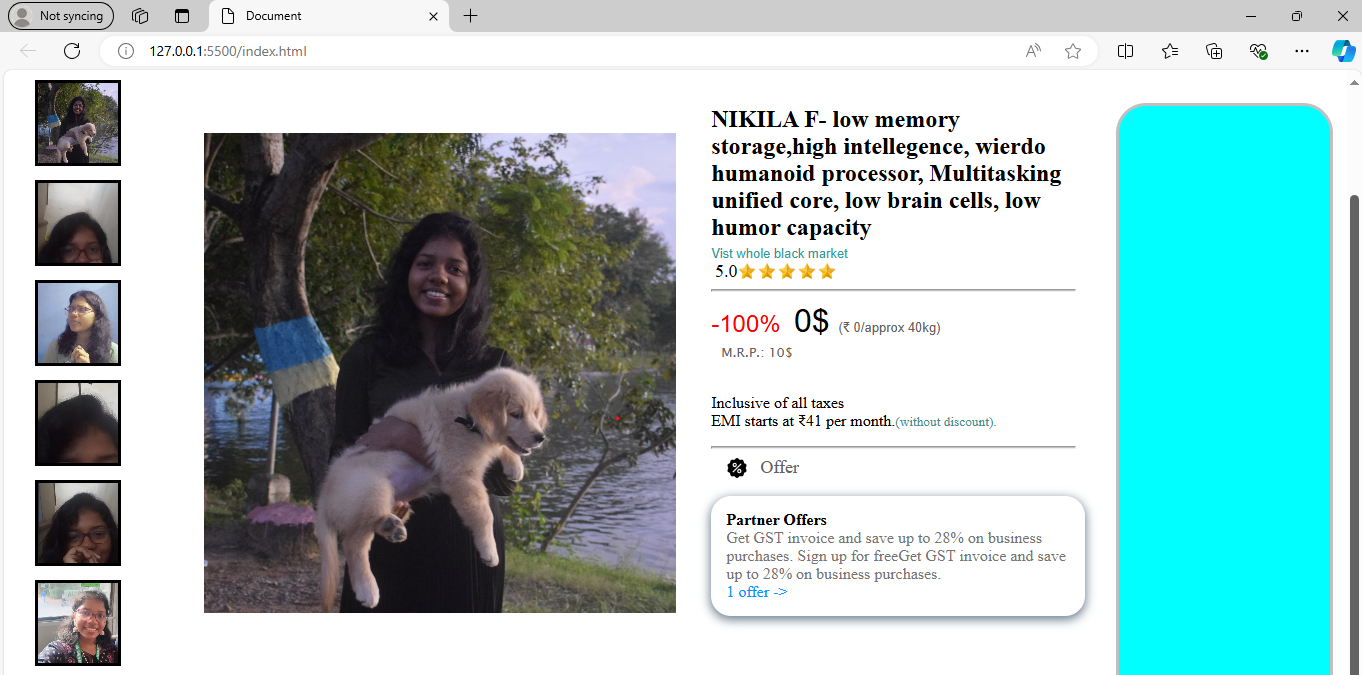 Not syncing
Document
127.0.0.1:5500/index.html
NIKILA F- low memory
storage,high intellegence, wierdo
humanoid processor, Multitasking
unified core, low brain cells, low
humor capacity
Vist whole black market
5.0
-100% 0$ (₹ 0/approx 40kg)
M.R.P.: 10$
Inclusive of all taxes
EMI starts at ₹41 per month.(without discount).
% Offer
Partner Offers
Get GST invoice and save up to 28% on business
purchases. Sign up for freeGet GST invoice and save
up to 28% on business purchases.
1 offer ->